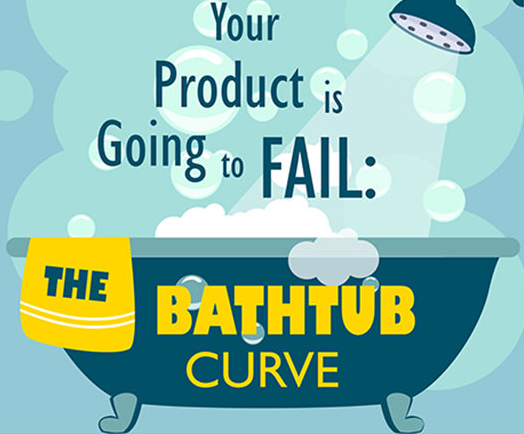 Your
Product is
Going to FAIL:
THE
BATHTUB
CURVE